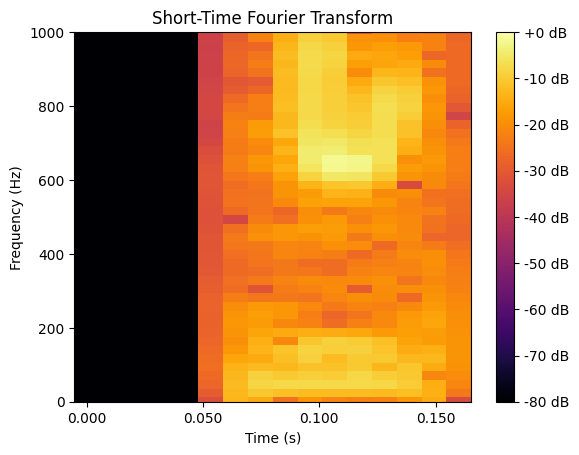 Short-Time Fourier Transform
1000
800
600
400
200
0
Frequency (Hz)
0.000
0.050
0.100
0.150
Time (s)
+0 dB
-10 dB
-20 dB
-30 dB
-40 dB
-50 dB
-60 dB
-70 dB
-80 dB